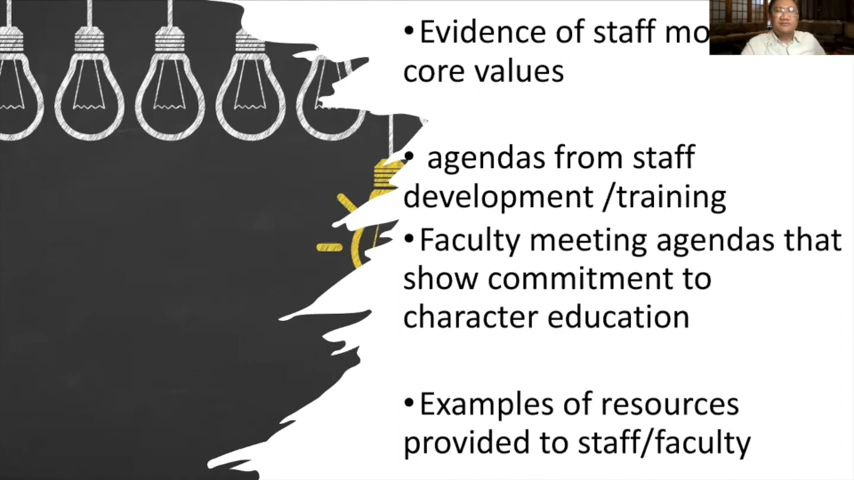 •Evidence of staff mo
core values
• agendas from staff
development /training
•Faculty meeting agendas that
show commitment to
character education
•Examples of resources
provided to staff/faculty